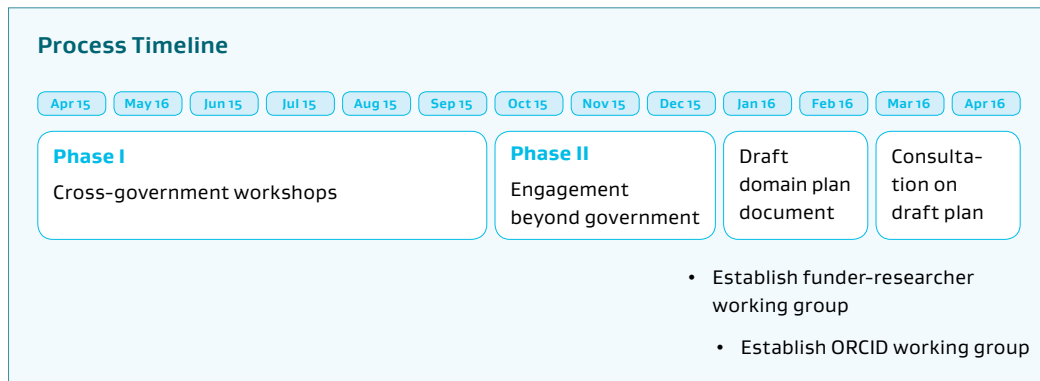 Process Timeline
Apr 15 May 16 Jun 15 Jul 15 Aug 15 Sep 15 Oct 15 Nov 15 Dec 15 Jan 16 Feb 16 Mar 16 Apr 16
Phase I
Cross-government workshops
Phase II
Engagement
beyond government
Draft
domain plan
document
Consulta-
tion on
draft plan
• Establish funder-researcher
working group
• Establish ORCID working group